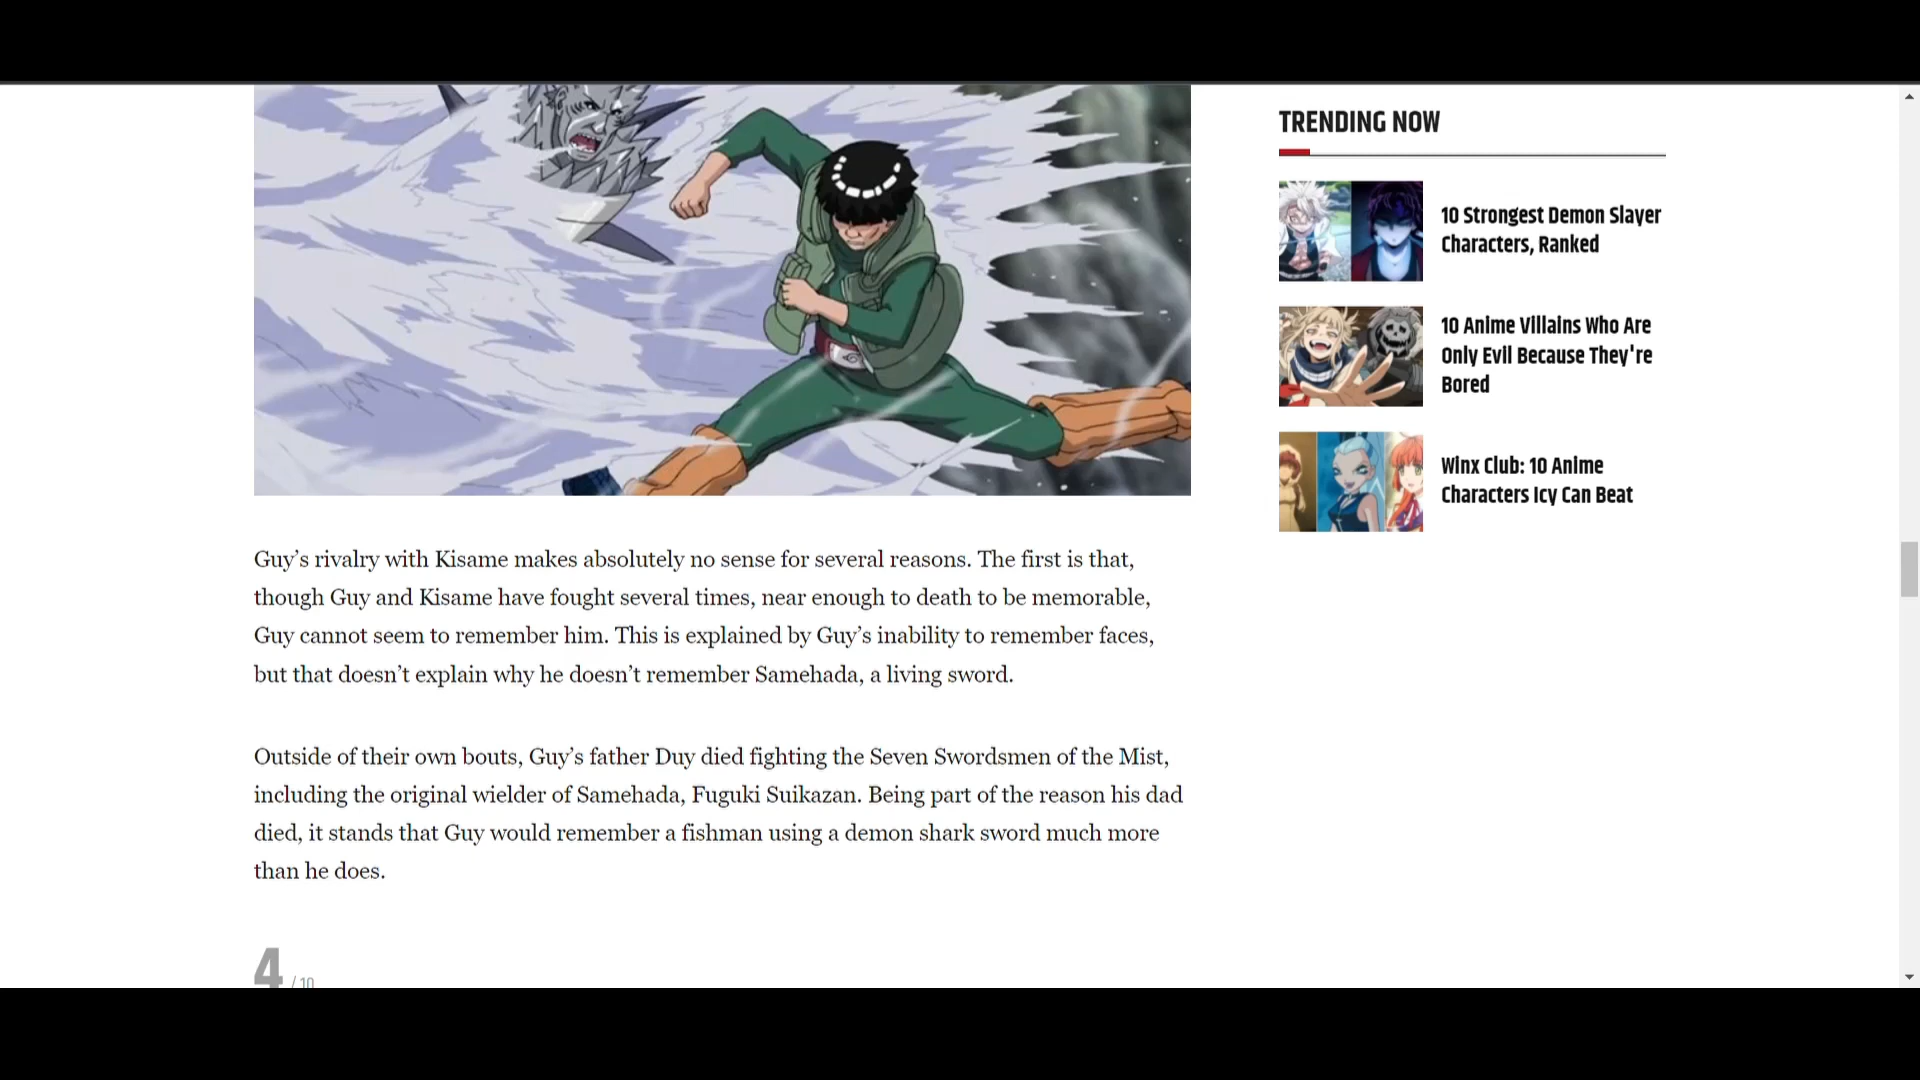 Guy’s rivalry with Kisame makes absolutely no sense for several reasons. The first is that,
though Guy and Kisame have fought several times, near enough to death to be memorable,
Guy cannot seem to remember him. This is explained by Guy’s inability to remember faces,
but that doesn’t explain why he doesn’t remember Samehada, a living sword.
Outside of their own bouts, Guy’s father Duy died fighting the Seven Swordsmen of the Mist,
including the original wielder of Samehada, Fuguki Suikazan. Being part of the reason his dad
died, it stands that Guy would remember a fishman using a demon shark sword much more
than he does.
4 / 10
TRENDING NOW
10 Strongest Demon Slayer
Characters, Ranked
10 Anime Villains Who Are
Only Evil Because They're
Bored
Winx Club: 10 Anime
Characters Icy Can Beat